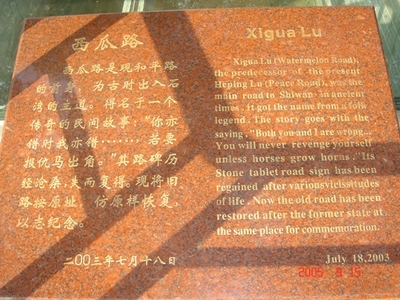 西瓜路
西瓜路是现和平路
的前身，为古时出入石
湾的主道。得名于一个
传奇的民间故事："你亦
错时我亦错……若要
报仇马出角。"其路碑历
经沧桑，失而复得。现将旧
路按原址、仿原样恢复，
以志纪念。
二00三年七月十八日
Xigua Lu
Xigua Lu (Watermelon Road),
the predecessor of the present
Heping Lu (Peace Road), was the
main road to Shiwan in ancient
times. it got the name from a folk
legend. The story goes with the
saying, "Both you and I are wrong...
You will never revenge yourself
unless horses grow horns."Its
Stone tablet road sign has been
regained after various vicissitudes
of life. Now the old road has been
restored after the former state at
the same place for commemoration.
July 18,2003
2005 8 15